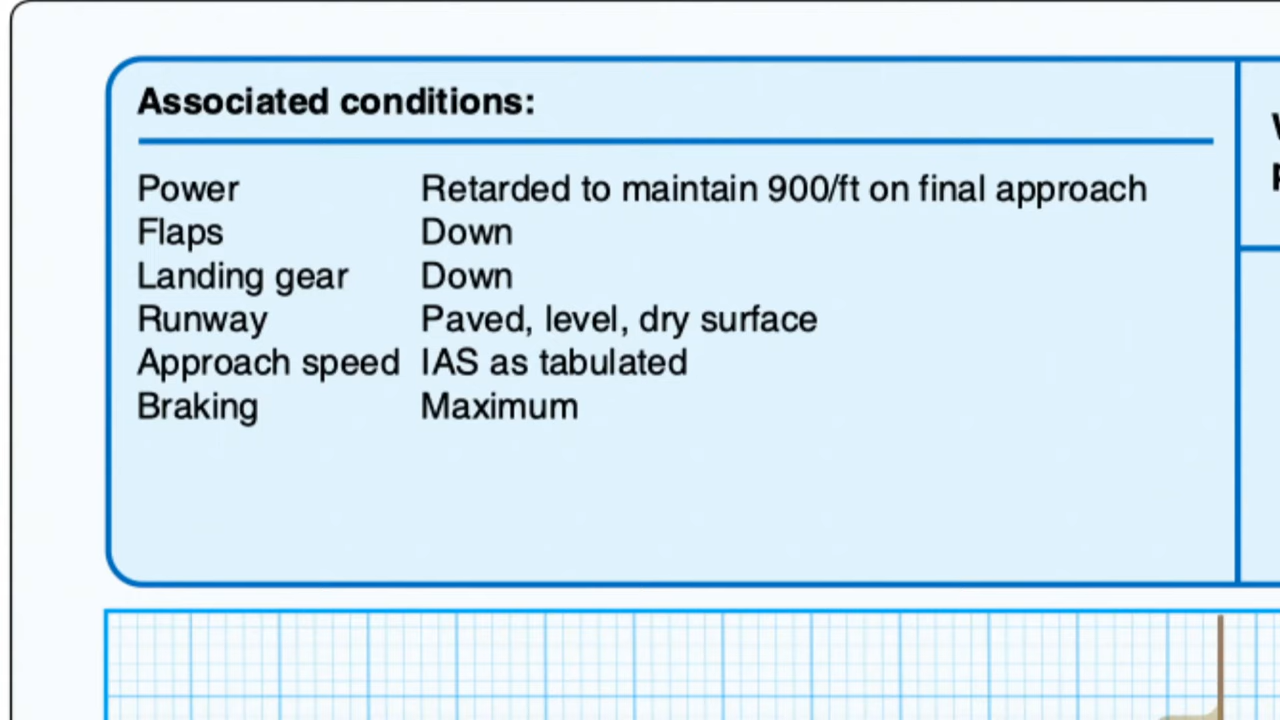 Associated conditions:
Power Retarded to maintain 900/ft on final approach
Flaps Down
Landing gear Down
Runway Paved, level, dry surface
Approach speed IAS as tabulated
Braking Maximum